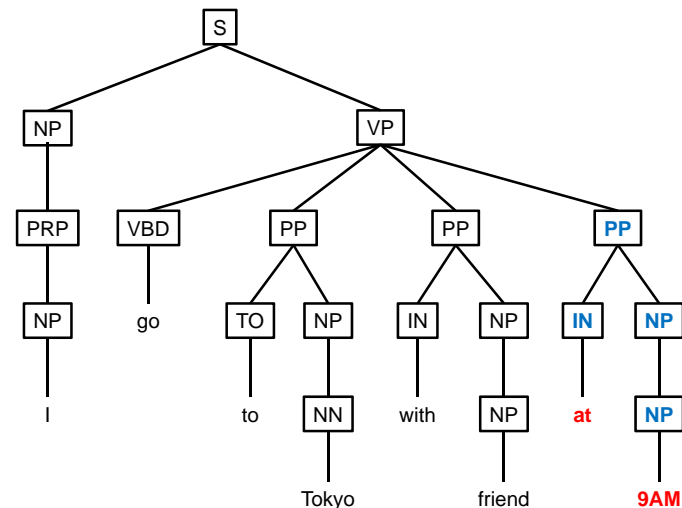 S
NP VP
PRP VBD PP PP PP
NP go TO NP IN NP IN NP
I to NN with NP at NP
Tokyo friend 9AM